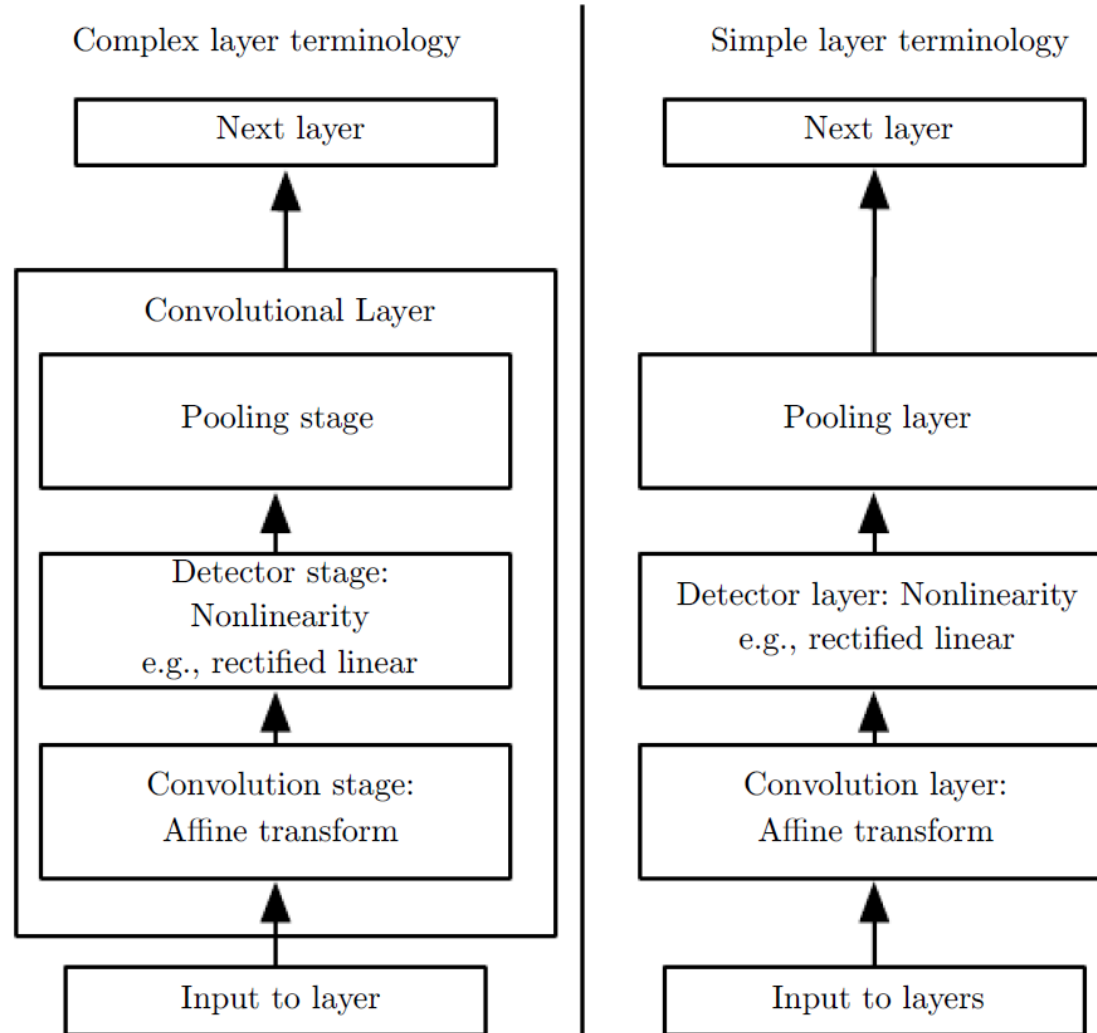 Complex layer terminology
Next layer
Convolutional Layer
Pooling stage
Detector stage:
Nonlinearity
e.g., rectified linear
Convolution stage:
Affine transform
Input to layer
Simple layer terminology
Next layer
Pooling layer
Detector layer: Nonlinearity
e.g., rectified linear
Convolution layer:
Affine transform
Input to layers